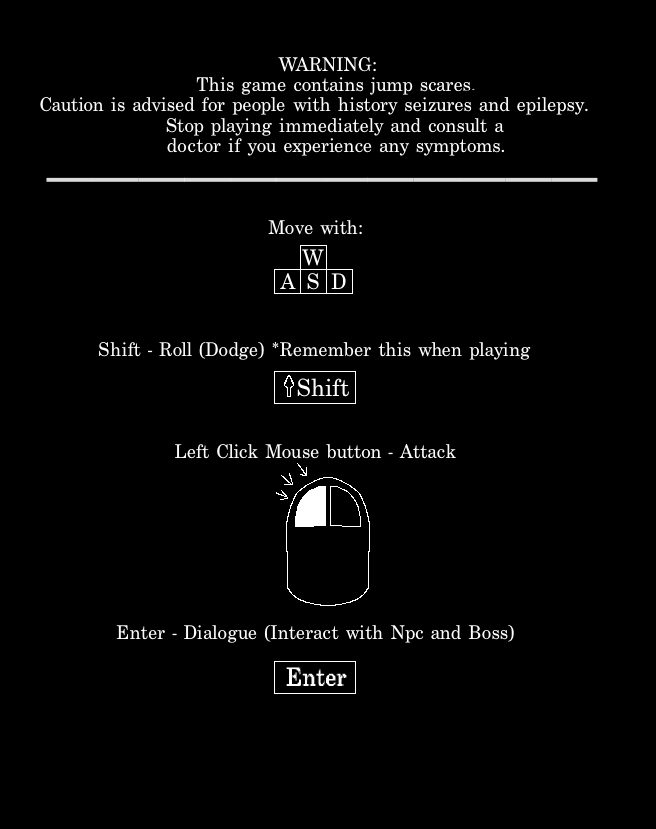 WARNING:
This game contains jump scares.
Caution is advised for people with history seizures and epilepsy.
Stop playing immediately and consult a
doctor if you experience any symptoms.
Move with:
W
A S D
Shift - Roll (Dodge) *Remember this when playing
Shift
Left Click Mouse button - Attack
Enter - Dialogue (Interact with Npc and Boss)
Enter